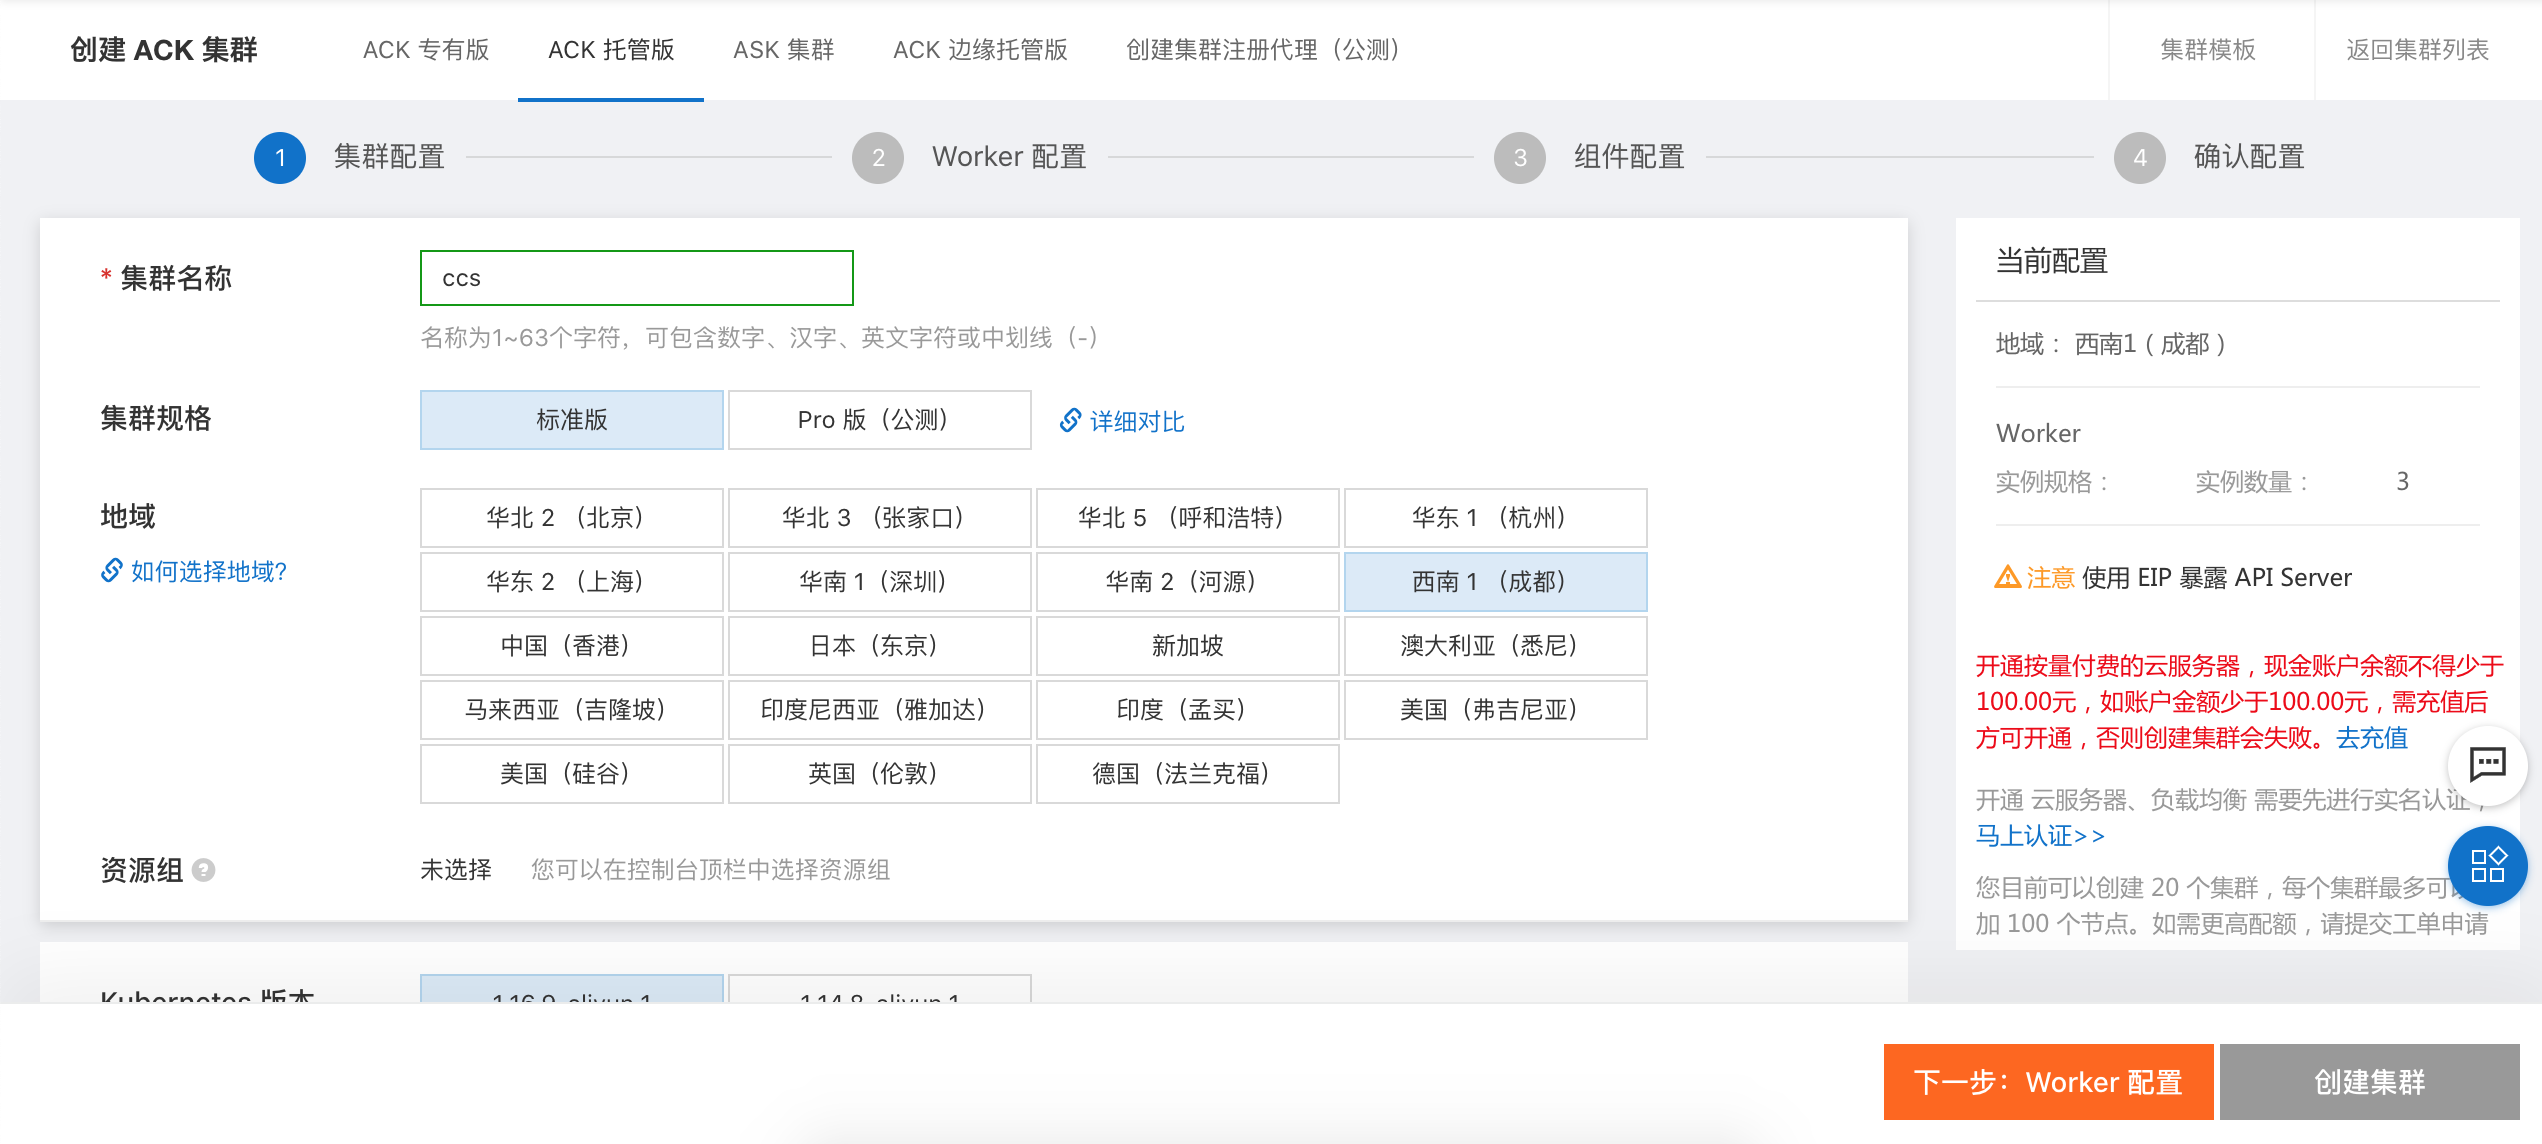 创建 ACK 集群
ACK 专有版
ACK 托管版
ASK 集群
ACK 边缘托管版
创建集群注册代理（公测）
集群模板
返回集群列表
1 集群配置
2 Worker 配置
3 组件配置
4 确认配置
* 集群名称
ccs
名称为1~63个字符，可包含数字、汉字、英文字符或中划线（-）
集群规格
标准版
Pro 版（公测）
详细对比
地域
如何选择地域?
华北 2 （北京）
华北 3 （张家口）
华北 5 （呼和浩特）
华东 1 （杭州）
华东 2 （上海）
华南 1（深圳）
华南 2（河源）
西南 1 （成都）
中国（香港）
日本（东京）
新加坡
澳大利亚（悉尼）
马来西亚（吉隆坡）
印度尼西亚（雅加达）
印度（孟买）
美国（弗吉尼亚）
美国（硅谷）
英国（伦敦）
德国（法兰克福）
资源组 ?
未选择
您可以在控制台顶栏中选择资源组
Kubernetes 版本
1.16.9-aliyun.1
1.14.8-aliyun.1
当前配置
地域： 西南1（成都）
Worker
实例规格：
实例数量：
3
注意 使用 EIP 暴露 API Server
开通按量付费的云服务器，现金账户余额不得少于
100.00元，如账户金额少于100.00元，需充值后
方可开通，否则创建集群会失败。去充值
开通 云服务器、负载均衡 需要先进行实名认证，
马上认证>>
您目前可以创建 20 个集群，每个集群最多可
加 100 个节点。如需更高配额，请提交工单申请
下一步：Worker 配置
创建集群